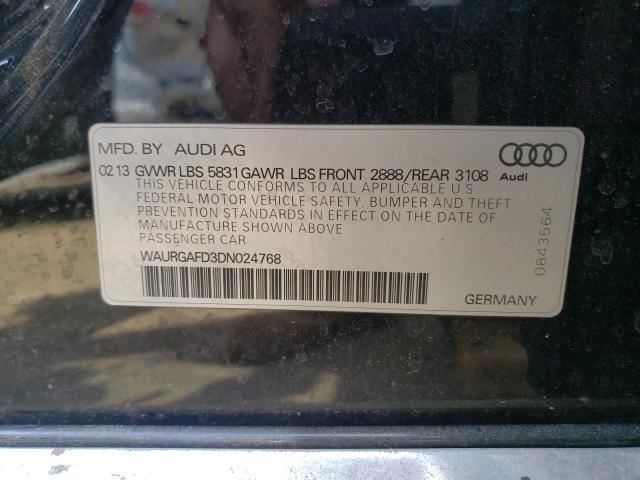 MFD. BY AUDI AG
02 13 GVWR LBS 5831 GAWR LBS FRONT 2888/REAR 3108 Audi
THIS VEHICLE CONFORMS TO ALL APPLICABLE U.S
FEDERAL MOTOR VEHICLE SAFETY, BUMPER AND THEFT
PREVENTION STANDARDS IN EFFECT ON THE DATE OF
MANUFACTURE SHOWN ABOVE
PASSENGER CAR
WAURGAFD3DN024768
GERMANY
0843564